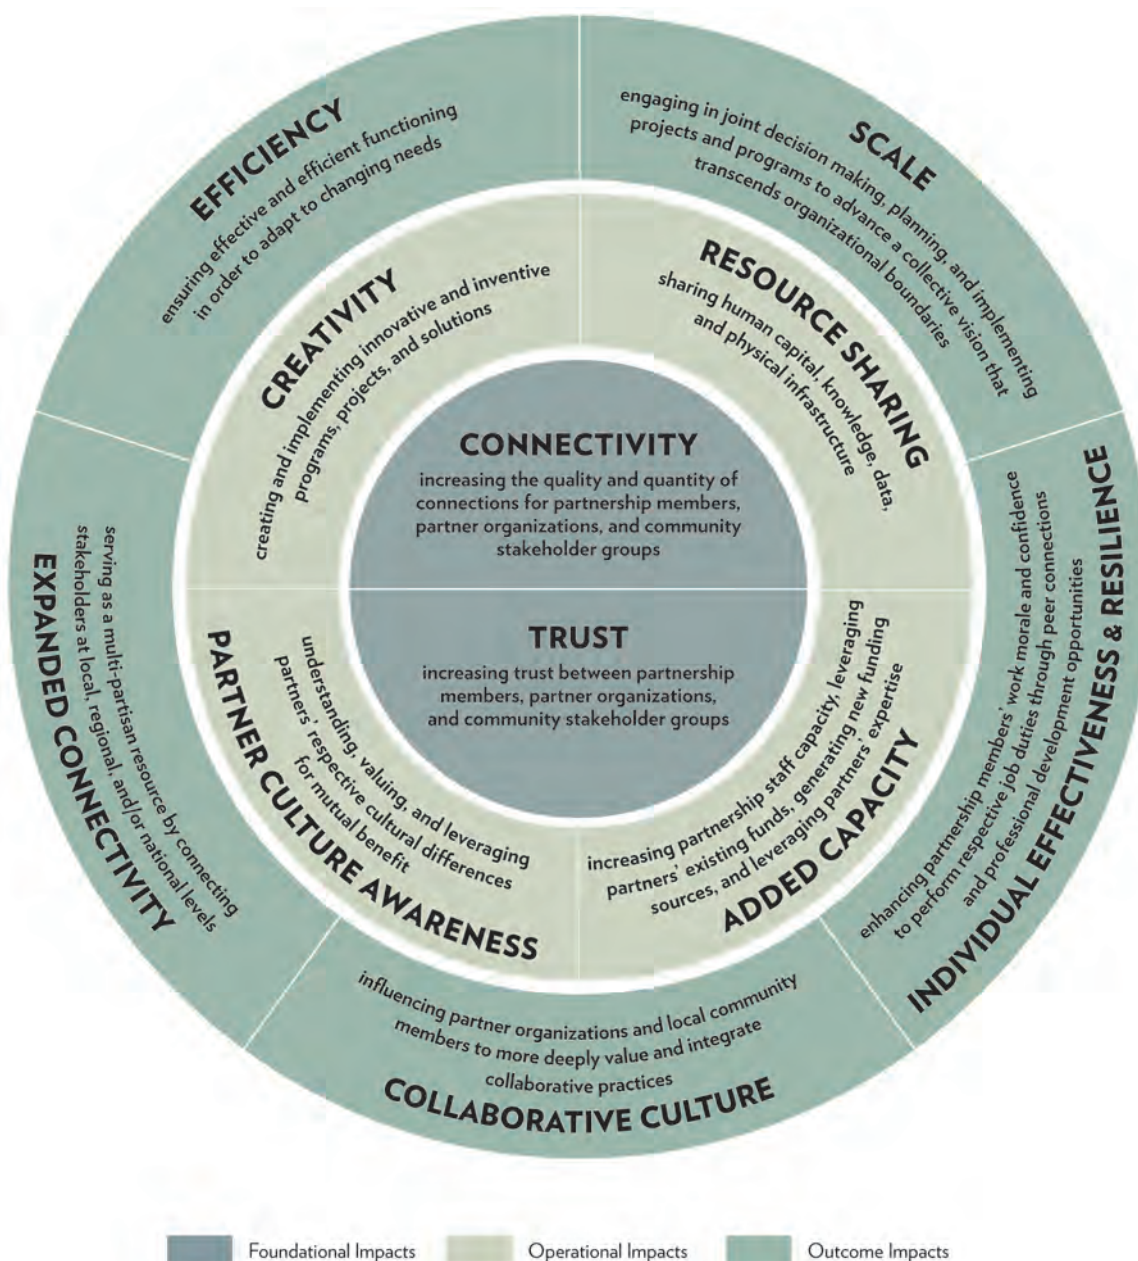 EFFICIENCY
ensuring effective and efficient functioning
in order to adapt to changing needs
SCALE
engaging in joint decision making, planning, and implementing
projects and programs to advance a collective vision that
transcends organizational boundaries
CREATIVITY
creating and implementing innovative and inventive
programs, projects, and solutions
RESOURCE SHARING
sharing human capital, knowledge, data,
and physical infrastructure
CONNECTIVITY
increasing the quality and quantity of
connections for partnership members,
partner organizations, and community
stakeholder groups
TRUST
increasing trust between partnership
members, partner organizations,
and community stakeholder groups
EXPANDED CONNECTIVITY
serving as a multi-partisan resource by connecting
stakeholders at local, regional, and/or national levels
PARTNER CULTURE AWARENESS
understanding, valuing, and leveraging
partners' respective cultural differences
for mutual benefit
increasing partnership staff capacity, leveraging
partners' existing funds, generating new funding
sources, and leveraging partners' expertise
ADDED CAPACITY
enhancing partnership members' work morale and confidence
to perform respective job duties through peer connections
and professional development opportunities
INDIVIDUAL EFFECTIVENESS & RESILIENCE
influencing partner organizations and local community
members to more deeply value and integrate
collaborative practices
COLLABORATIVE CULTURE
Foundational Impacts
Operational Impacts
Outcome Impacts